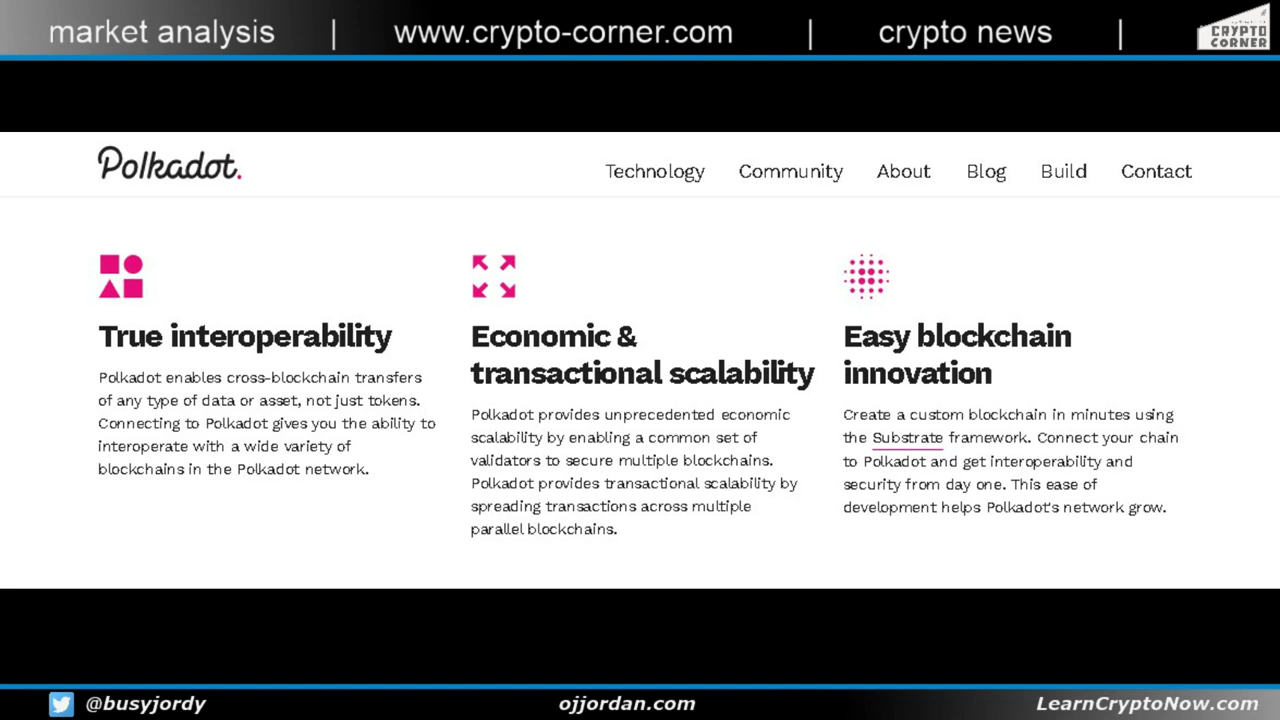 market analysis | www.crypto-corner.com | crypto news |
CRYPTO
CORNER
Polkadot.
Technology Community About Blog Build Contact
True interoperability
Polkadot enables cross-blockchain transfers
of any type of data or asset, not just tokens.
Connecting to Polkadot gives you the ability to
interoperate with a wide variety of
blockchains in the Polkadot network.
Economic &
transactional scalability
Polkadot provides unprecedented economic
scalability by enabling a common set of
validators to secure multiple blockchains.
Polkadot provides transactional scalability by
spreading transactions across multiple
parallel blockchains.
Easy blockchain
innovation
Create a custom blockchain in minutes using
the Substrate framework. Connect your chain
to Polkadot and get interoperability and
security from day one. This ease of
development helps Polkadot's network grow.
@busyjordy ojjordan.com LearnCryptoNow.com